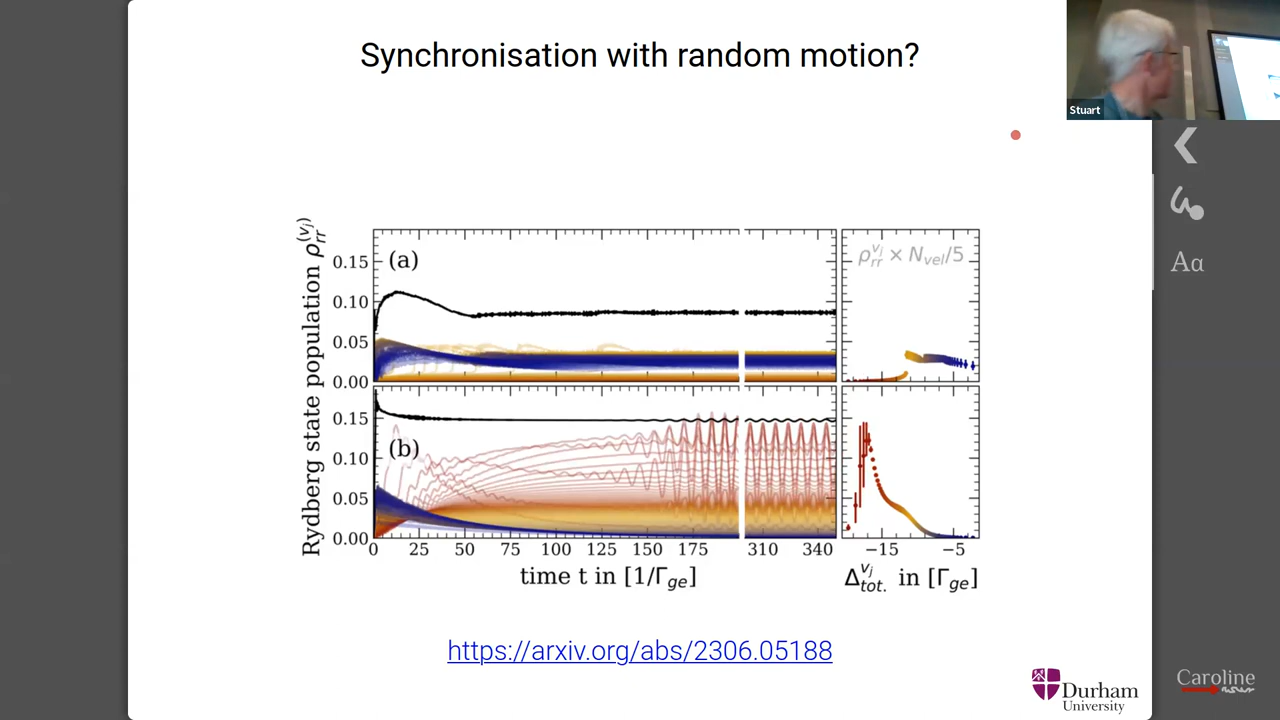 Synchronisation with random motion?
Stuart
Aα
Rydberg state population ρ_rr^(v_j)
(a)
0.15
0.10
0.05
0.00
ρ_rr^{v_j} × N_vel/5
(b)
0.15
0.10
0.05
0.00
0 25 50 75 100 125 150 175 310 340
−15 −5
time t in [1/Γ_ge]
Δ_tot.^{v_j} in [Γ_ge]
https://arxiv.org/abs/2306.05188
Durham
University
Caroline